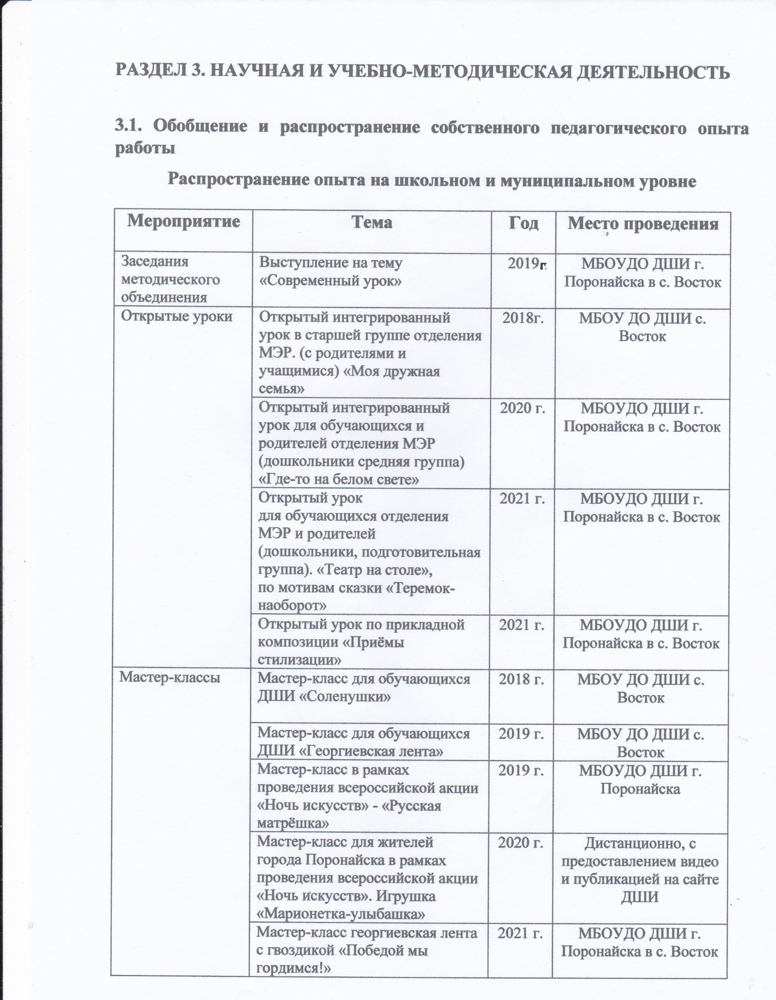 РАЗДЕЛ 3. НАУЧНАЯ И УЧЕБНО-МЕТОДИЧЕСКАЯ ДЕЯТЕЛЬНОСТЬ
3.1. Обобщение и распространение собственного педагогического опыта
работы
Распространение опыта на школьном и муниципальном уровне
Мероприятие Тема Год Место проведения
Заседания
методического
объединения
Выступление на тему
«Современный урок»
2019г.
МБОУДО ДШИ г.
Поронайска в с. Восток
Открытые уроки
Открытый интегрированный
урок в старшей группе отделения
МЭР. (с родителями и
учащимися) «Моя дружная
семья»
2018г.
МБОУ ДО ДШИ с.
Восток
Открытый интегрированный
урок для обучающихся и
родителей отделения МЭР
(дошкольники средняя группа)
«Где-то на белом свете»
2020 г.
МБОУДО ДШИ г.
Поронайска в с. Восток
Открытый урок
для обучающихся отделения
МЭР и родителей
(дошкольники, подготовительная
группа). «Театр на столе»,
по мотивам сказки «Теремок-
наоборот»
2021 г.
МБОУДО ДШИ г.
Поронайска в с. Восток
Открытый урок по прикладной
композиции «Приёмы
стилизации»
2021 г.
МБОУДО ДШИ г.
Поронайска в с. Восток
Мастер-классы
Мастер-класс для обучающихся
ДШИ «Соленушки»
2018 г.
МБОУ ДО ДШИ с.
Восток
Мастер-класс для обучающихся
ДШИ «Георгиевская лента»
2019 г.
МБОУ ДО ДШИ с.
Восток
Мастер-класс в рамках
проведения всероссийской акции
«Ночь искусств» - «Русская
матрёшка»
2019 г.
МБОУДО ДШИ г.
Поронайска
Мастер-класс для жителей
города Поронайска в рамках
проведения всероссийской акции
«Ночь искусств». Игрушка
«Марионетка-улыбашка»
2020 г.
Дистанционно, с
предоставлением видео
и публикацией на сайте
ДШИ
Мастер-класс георгиевская лента
с гвоздикой «Победой мы
гордимся!»
2021 г.
МБОУДО ДШИ г.
Поронайска в с. Восток